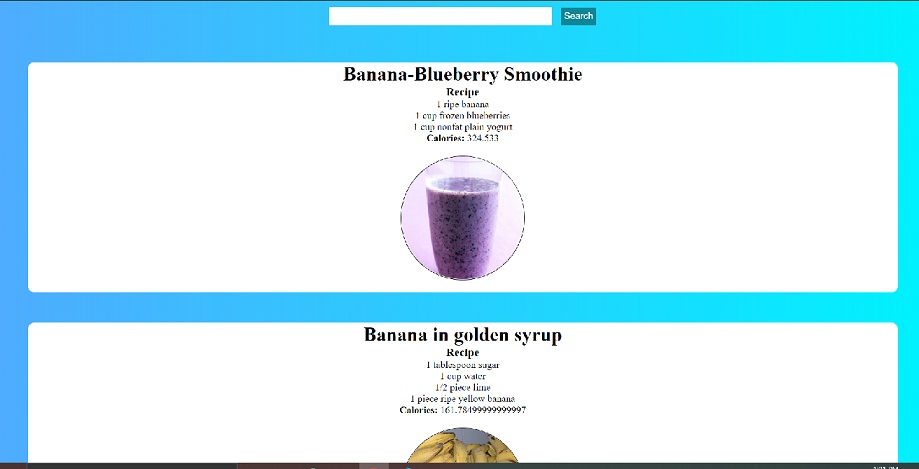 Search
Banana-Blueberry Smoothie
Recipe
1 ripe banana
1 cup frozen blueberries
1 cup nonfat plain yogurt
Calories: 324.533
Banana in golden syrup
Recipe
1 tablespoon sugar
1 cup water
1/2 piece lime
1 piece ripe yellow banana
Calories: 161.78499999999997